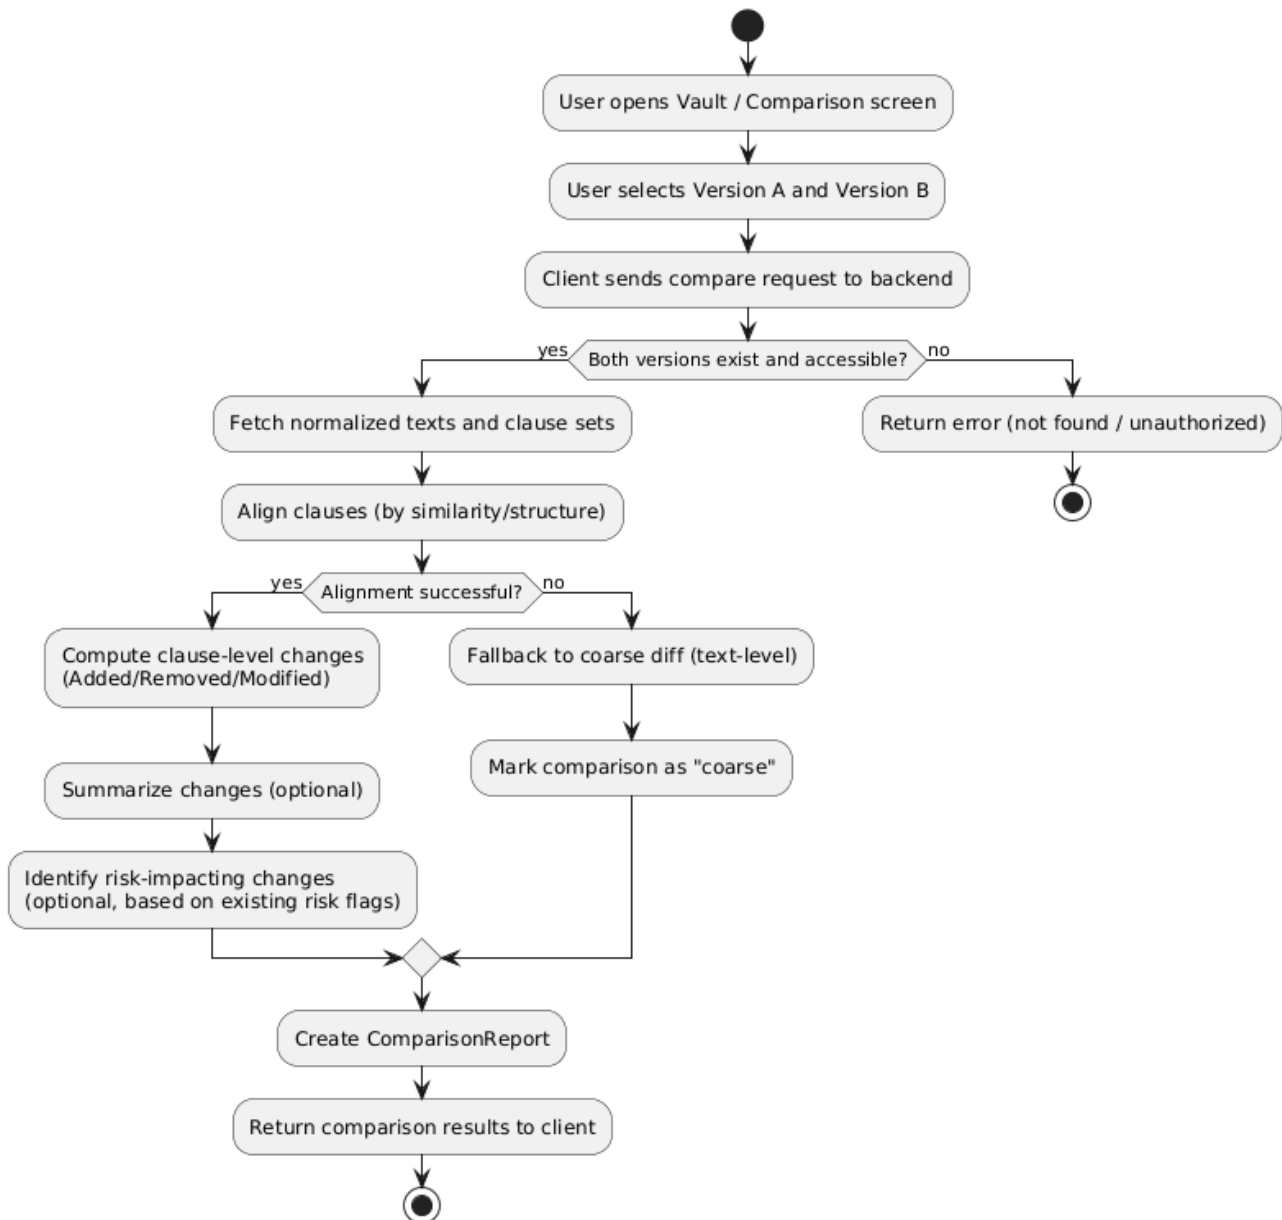 User opens Vault / Comparison screen
User selects Version A and Version B
Client sends compare request to backend
yes
Both versions exist and accessible?
no
Fetch normalized texts and clause sets
Return error (not found / unauthorized)
Align clauses (by similarity/structure)
yes
Alignment successful?
no
Compute clause-level changes
(Added/Removed/Modified)
Fallback to coarse diff (text-level)
Summarize changes (optional)
Mark comparison as "coarse"
Identify risk-impacting changes
(optional, based on existing risk flags)
Create ComparisonReport
Return comparison results to client